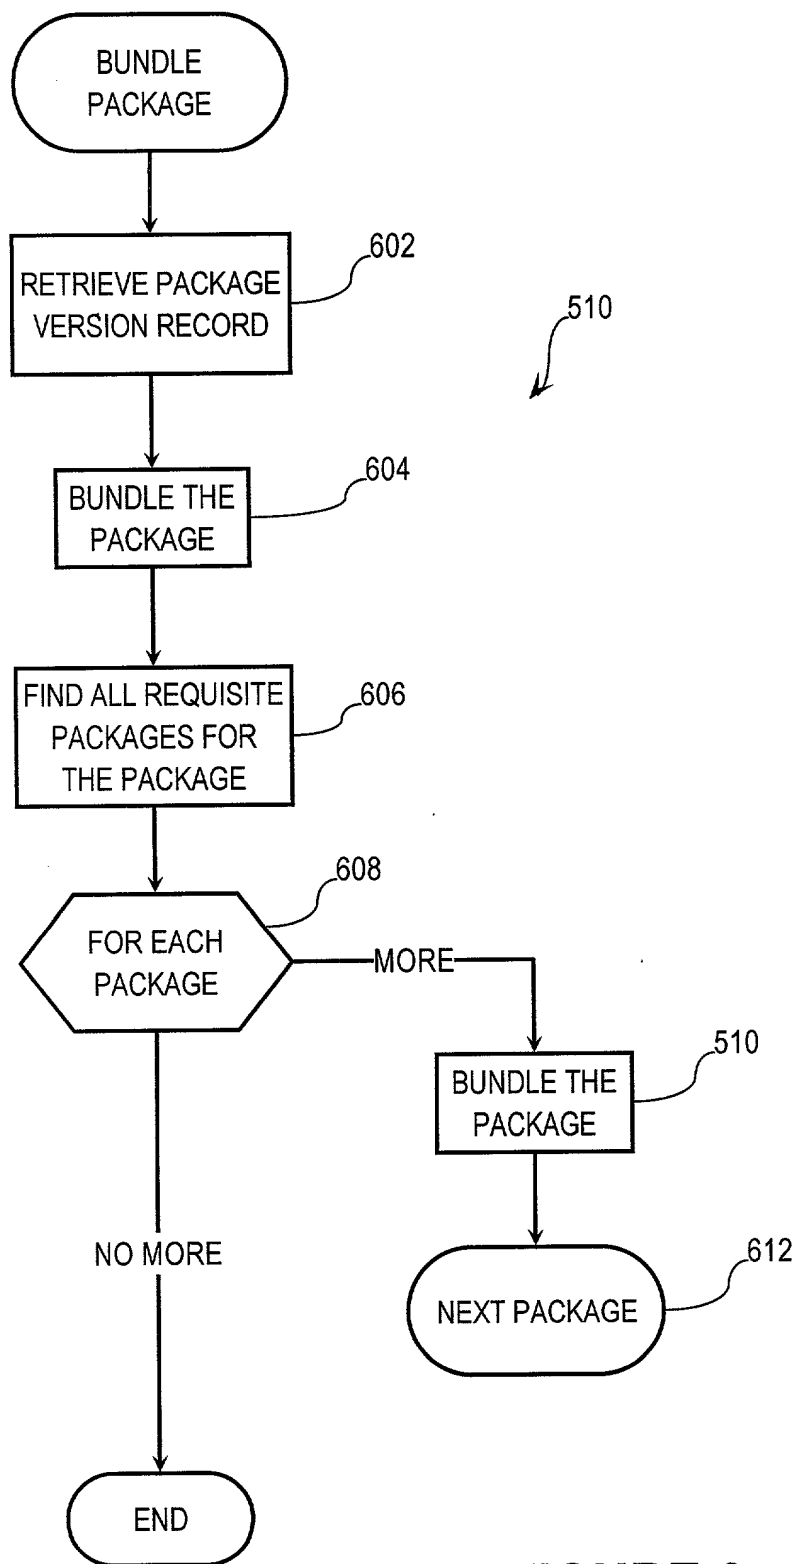 BUNDLE
PACKAGE
602
RETRIEVE PACKAGE
VERSION RECORD
510
604
BUNDLE THE
PACKAGE
FIND ALL REQUISITE
PACKAGES FOR
THE PACKAGE
606
608
FOR EACH
PACKAGE
MORE
510
BUNDLE THE
PACKAGE
NO MORE
612
NEXT PACKAGE
END